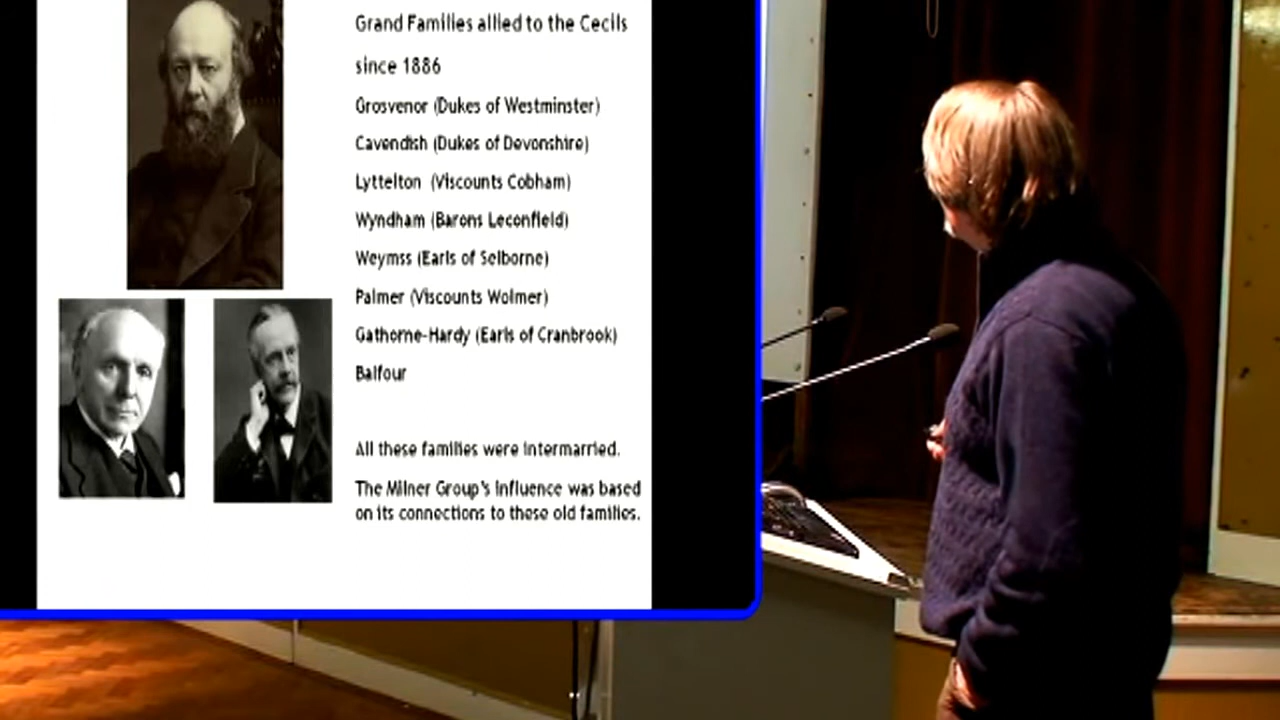 Grand Families allied to the Cecils
since 1886
Grosvenor (Dukes of Westminster)
Cavendish (Dukes of Devonshire)
Lyttelton (Viscounts Cobham)
Wyndham (Barons Leconfield)
Weymss (Earls of Selborne)
Palmer (Viscounts Wolmer)
Gathorne-Hardy (Earls of Cranbrook)
Balfour
All these families were intermarried.
The Milner Group's influence was based
on its connections to these old families.